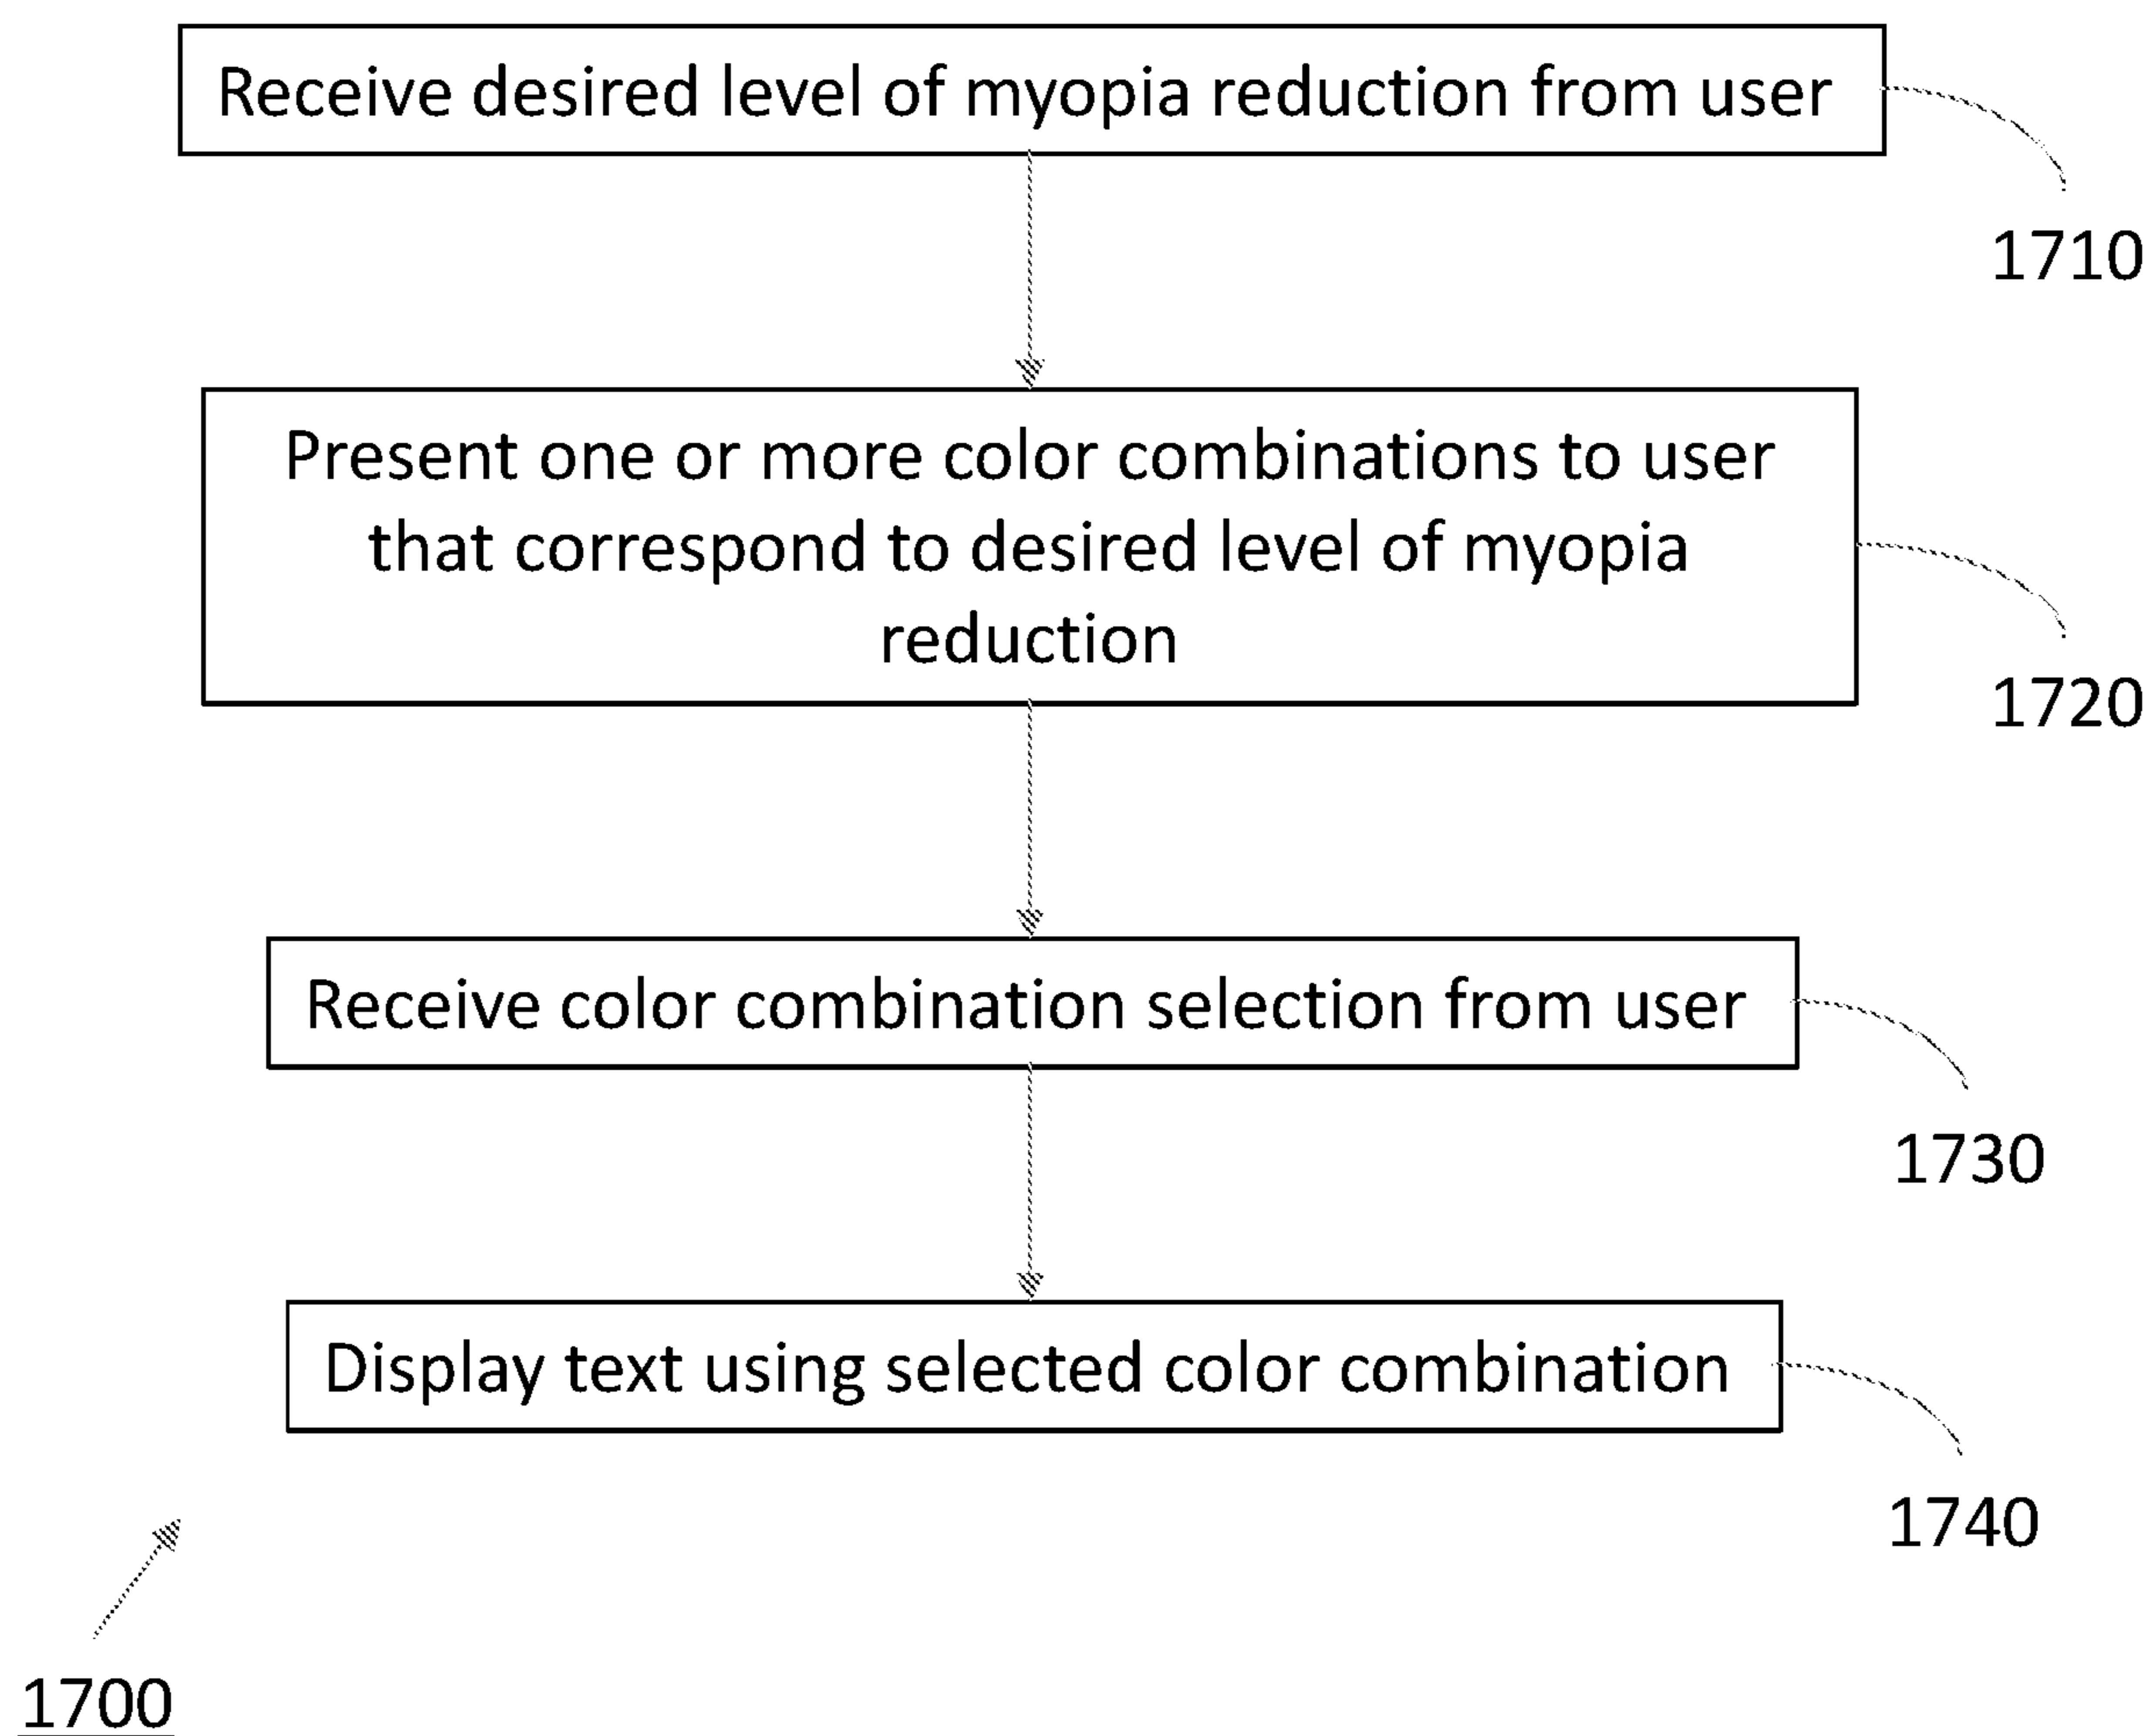 Receive desired level of myopia reduction from user
1710
Present one or more color combinations to user
that correspond to desired level of myopia
reduction
1720
Receive color combination selection from user
1730
Display text using selected color combination
1740
1700